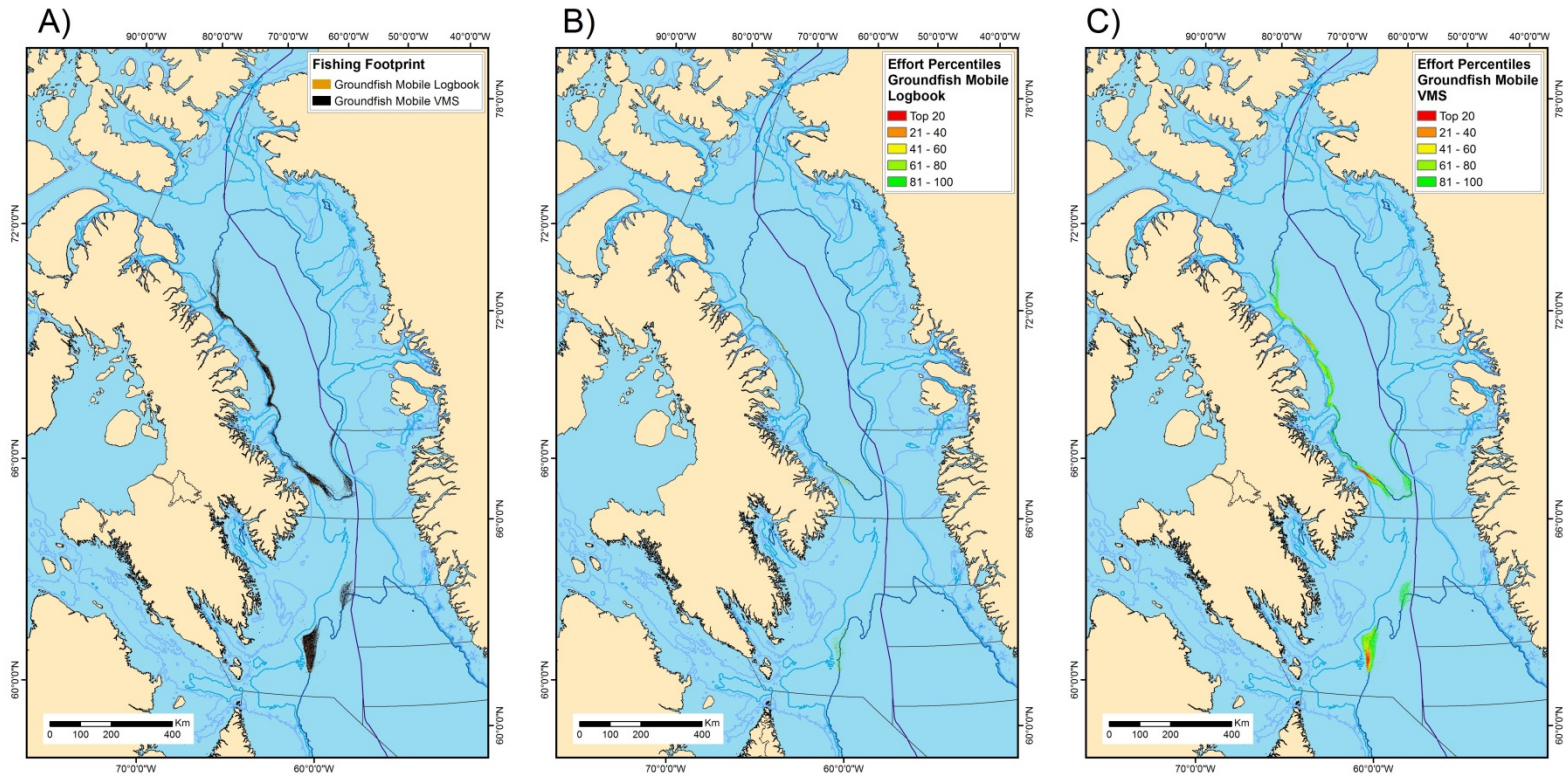 A)
90°0'0"W 80°0'0"W 70°0'0"W 60°0'0"W 50°0'0"W 40°0'0"W
Fishing Footprint
Groundfish Mobile Logbook
Groundfish Mobile VMS
78°0'0"N
72°0'0"N
72°0'0"N
66°0'0"N
66°0'0"N
60°0'0"N
60°0'0"N
Km
0 100 200 400
70°0'0"W 60°0'0"W
B)
90°0'0"W 80°0'0"W 70°0'0"W 60°0'0"W 50°0'0"W 40°0'0"W
Effort Percentiles
Groundfish Mobile
Logbook
Top 20
21 - 40
41 - 60
61 - 80
81 - 100
78°0'0"N
72°0'0"N
72°0'0"N
66°0'0"N
66°0'0"N
60°0'0"N
60°0'0"N
Km
0 100 200 400
70°0'0"W 60°0'0"W
C)
90°0'0"W 80°0'0"W 70°0'0"W 60°0'0"W 50°0'0"W 40°0'0"W
Effort Percentiles
Groundfish Mobile
VMS
Top 20
21 - 40
41 - 60
61 - 80
81 - 100
78°0'0"N
72°0'0"N
72°0'0"N
66°0'0"N
66°0'0"N
60°0'0"N
60°0'0"N
Km
0 100 200 400
70°0'0"W 60°0'0"W